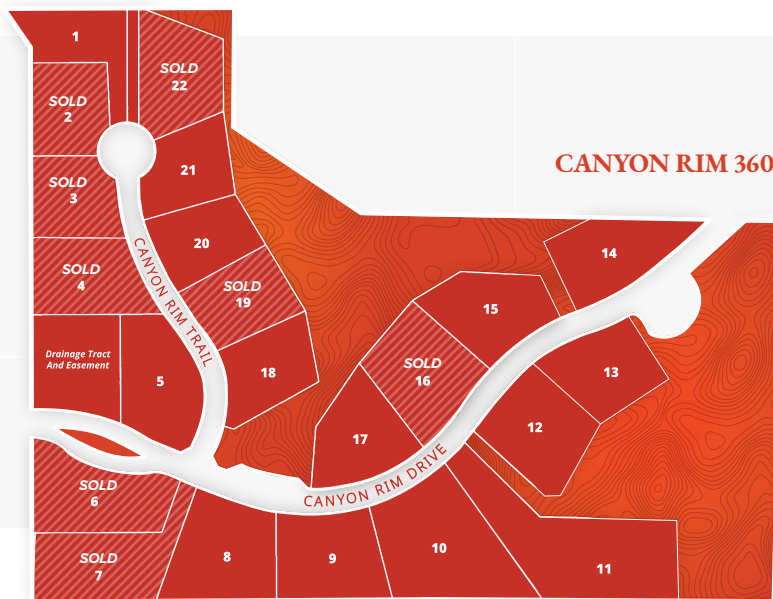 1
SOLD
22
SOLD
2
21
SOLD
3
CANYON RIM 360
20
14
SOLD
4
SOLD
19
CANYON RIM TRAIL
15
Drainage Tract
And Easement
5
18
SOLD
16
13
17
12
CANYON RIM DRIVE
SOLD
6
SOLD
7
8
9
10
11